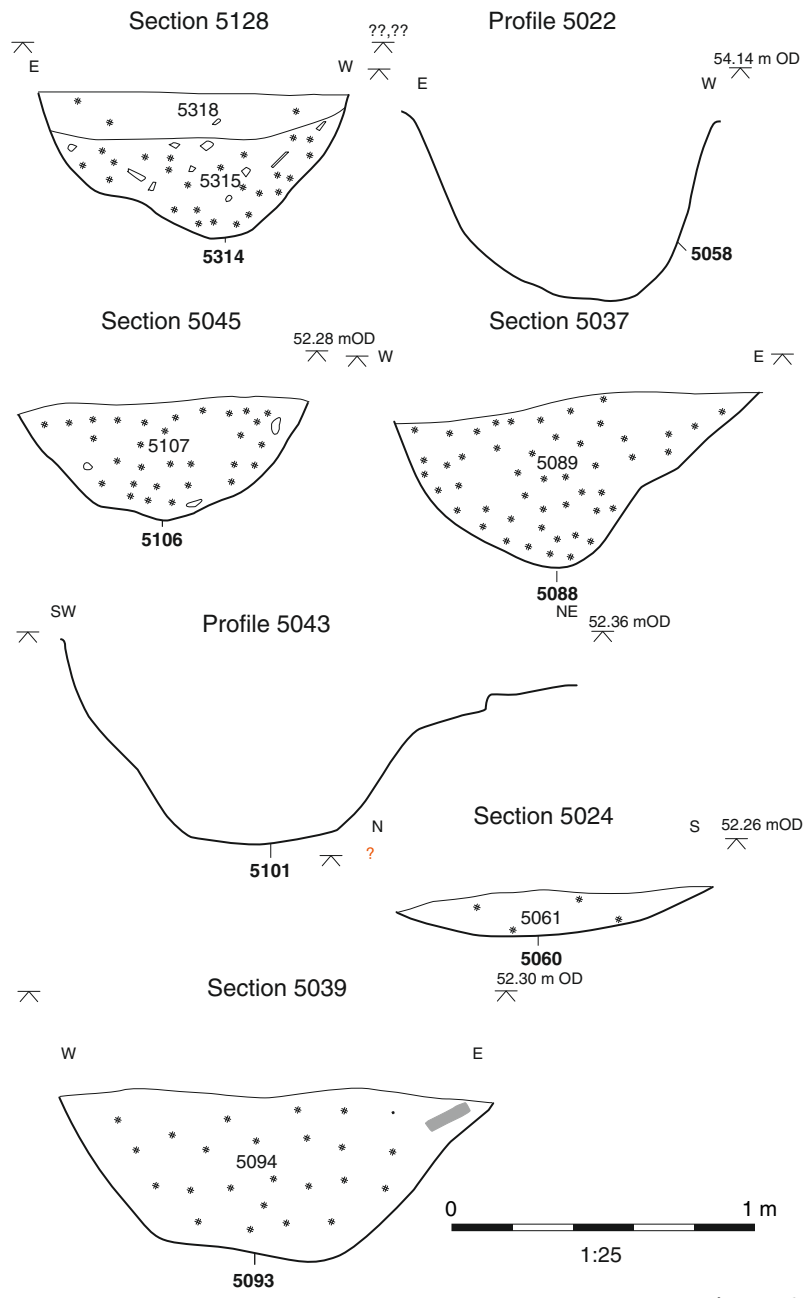 Section 5128
??,??
Profile 5022
54.14 m OD
E
W
E
W
5318
5315
5314
5058
Section 5045
52.28 mOD
W
Section 5037
E
5107
5106
5089
5088
SW
Profile 5043
NE
52.36 mOD
N
?
5101
Section 5024
S
52.26 mOD
5061
5060
Section 5039
52.30 m OD
W
E
5094
5093
0
1 m
1:25